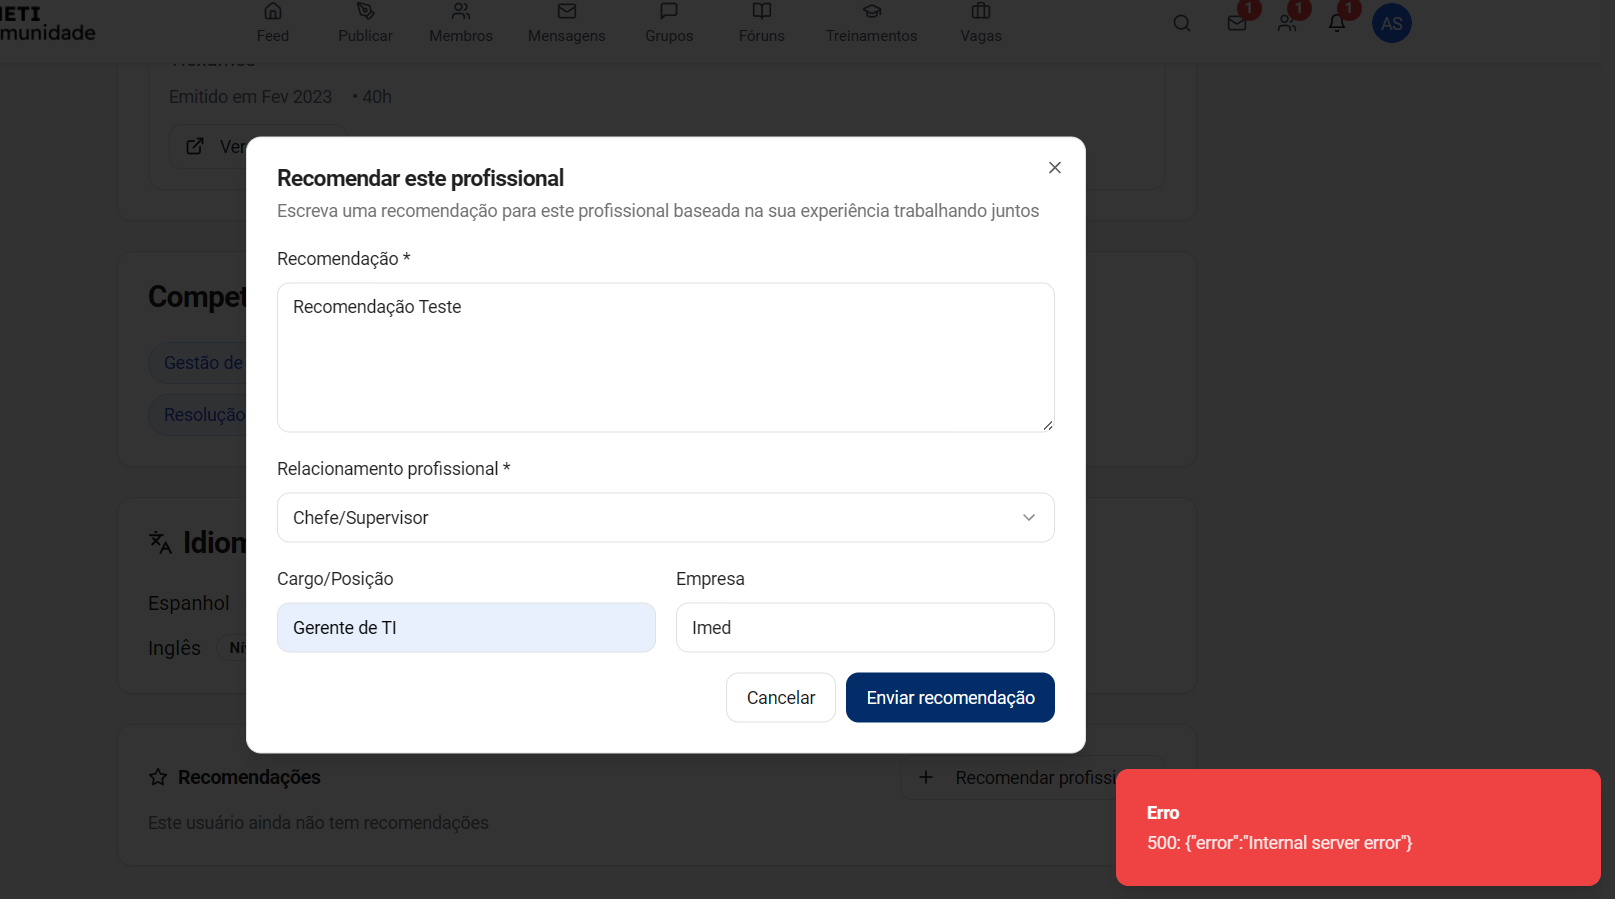 IETI
munidade
Feed
Publicar
Membros
Mensagens
Grupos
Fóruns
Treinamentos
Vagas
1
1
1
AS
Emitido em Fev 2023 • 40h
Ver
Recomendar este profissional
Escreva uma recomendação para este profissional baseada na sua experiência trabalhando juntos
Recomendação *
Recomendação Teste
Compet
Gestão de
Resolução
Relacionamento profissional *
Chefe/Supervisor
Idiom
Cargo/Posição
Empresa
Espanhol
Gerente de TI
Imed
Inglês
Ní
Cancelar
Enviar recomendação
Recomendações
Recomendar profissi
Este usuário ainda não tem recomendações
Erro
500: {"error":"Internal server error"}